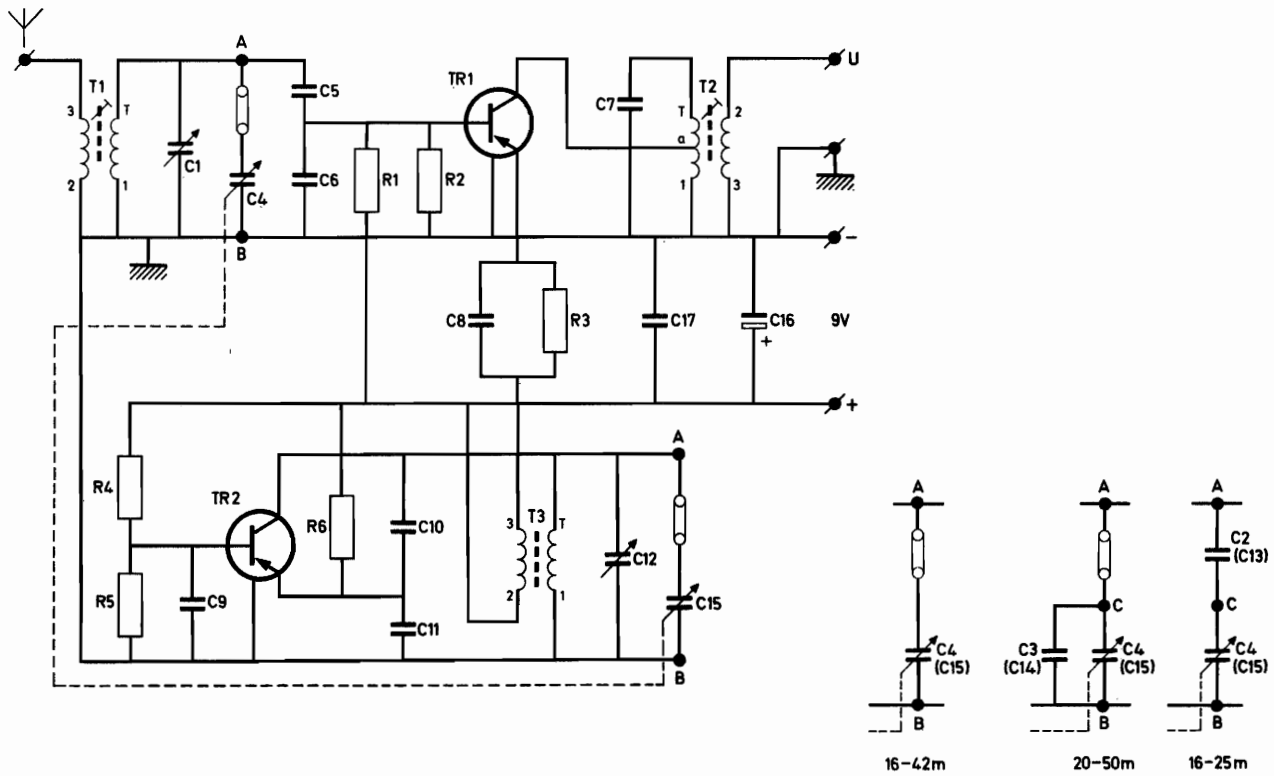 A
T1
3
T
2
1
C1
C4
B
C5
C6
R1
R2
TR1
C7
T2
T
a
1
2
3
U
-
C8
R3
C17
C16
+
9V
+
R4
R5
TR2
C9
R6
C10
C11
3
T3
T
2
1
C12
A
C15
B
A
C4
(C15)
B
16-42m
A
C
C3
(C14)
C4
(C15)
B
20-50m
A
C2
(C13)
C
C4
(C15)
B
16-25m